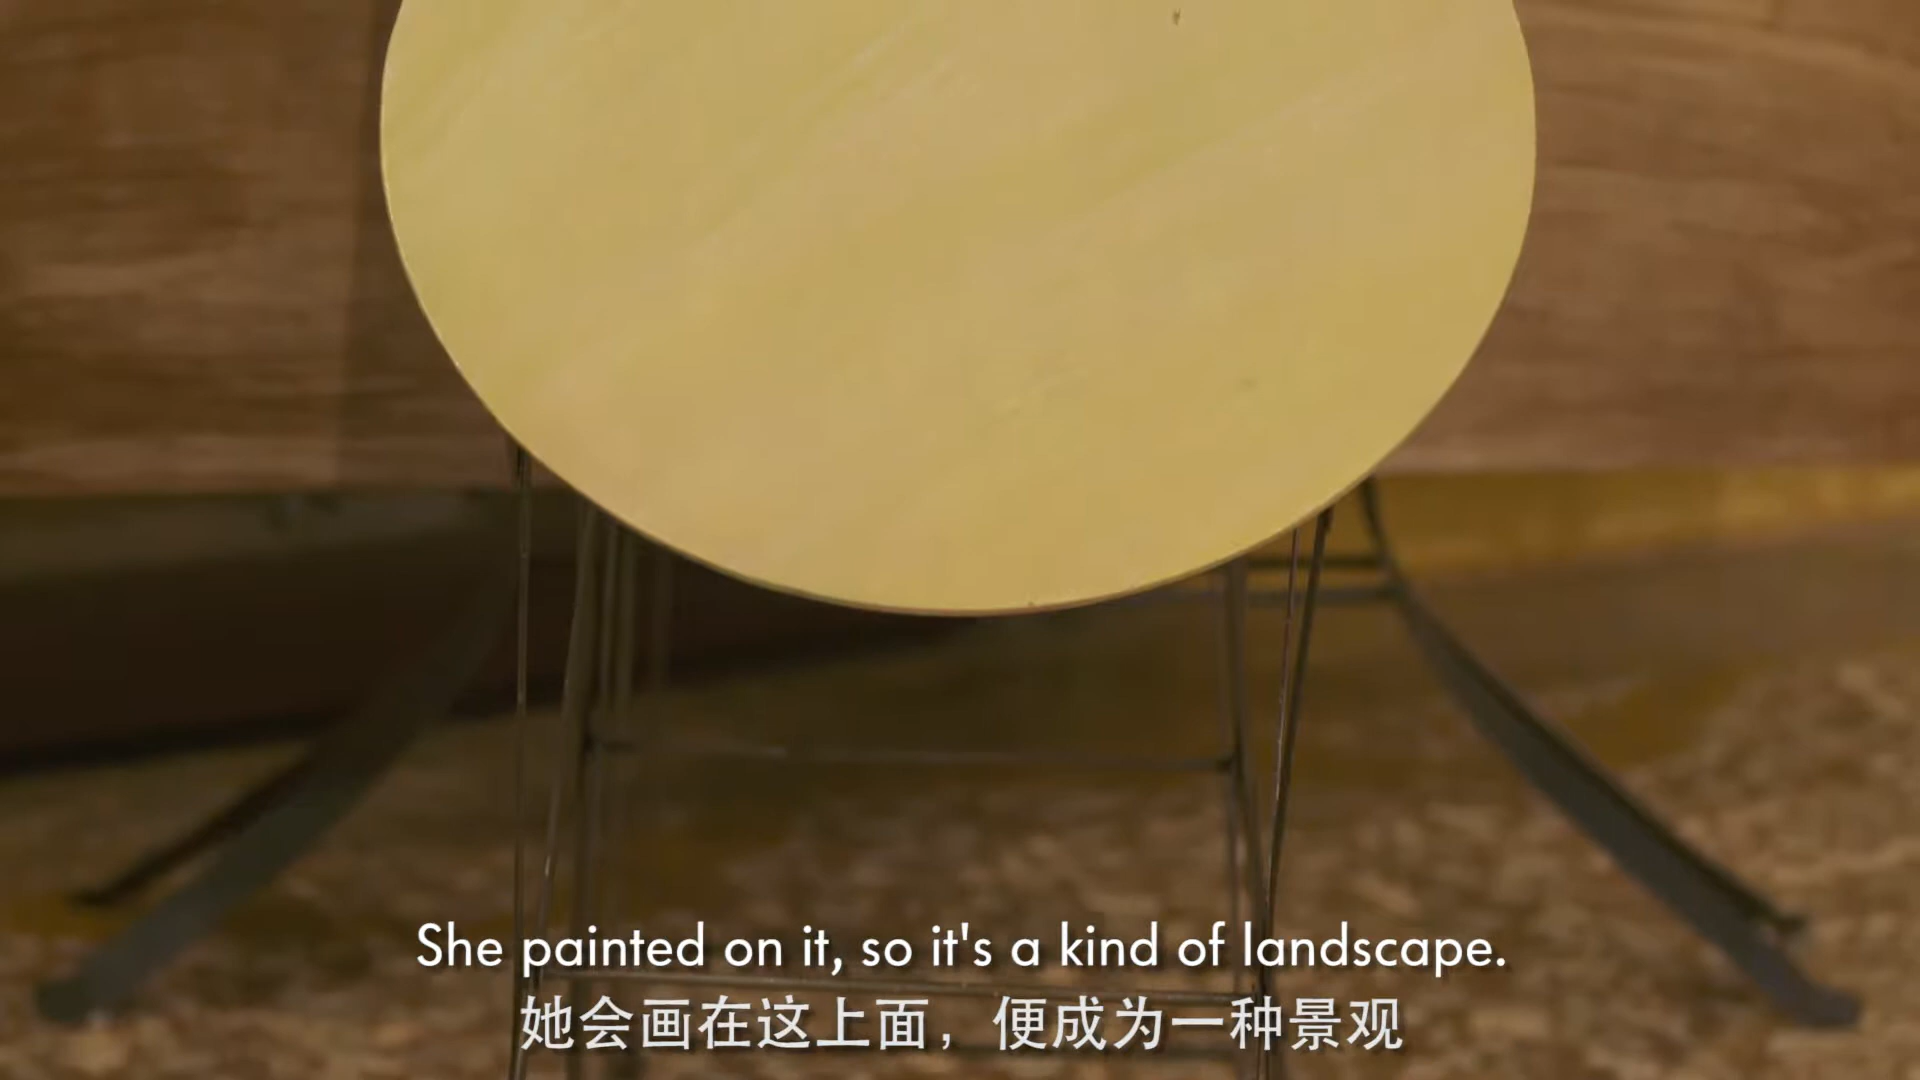 She painted on it, so it's a kind of landscape.
她会画在这上面，便成为一种景观